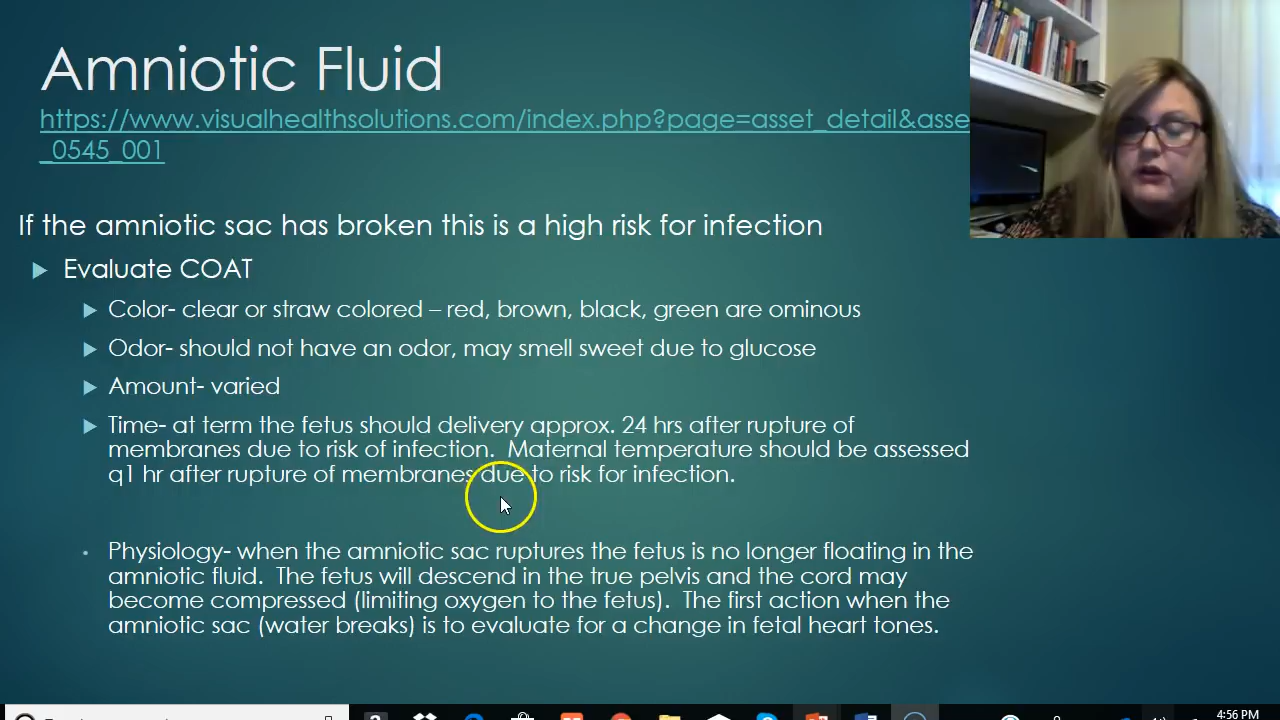 Amniotic Fluid
https://www.visualhealthsolutions.com/index.php?page=asset_detail&asse
_0545_001
If the amniotic sac has broken this is a high risk for infection
Evaluate COAT
Color- clear or straw colored – red, brown, black, green are ominous
Odor- should not have an odor, may smell sweet due to glucose
Amount- varied
Time- at term the fetus should delivery approx. 24 hrs after rupture of
membranes due to risk of infection.  Maternal temperature should be assessed
q1 hr after rupture of membranes due to risk for infection.
Physiology- when the amniotic sac ruptures the fetus is no longer floating in the
amniotic fluid.  The fetus will descend in the true pelvis and the cord may
become compressed (limiting oxygen to the fetus).  The first action when the
amniotic sac (water breaks) is to evaluate for a change in fetal heart tones.
4:56 PM